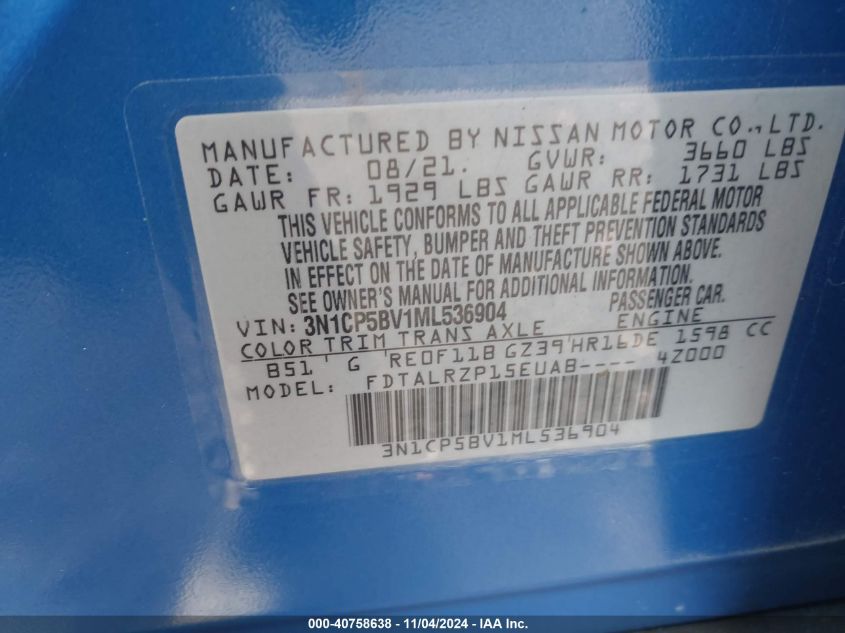 MANUFACTURED BY NISSAN MOTOR CO., LTD.
DATE: 08/21. GVWR: 3660 LBS
GAWR FR: 1929 LBS GAWR RR: 1731 LBS
THIS VEHICLE CONFORMS TO ALL APPLICABLE FEDERAL MOTOR
VEHICLE SAFETY, BUMPER AND THEFT PREVENTION STANDARDS
IN EFFECT ON THE DATE OF MANUFACTURE SHOWN ABOVE.
SEE OWNER'S MANUAL FOR ADDITIONAL INFORMATION.
VIN: 3N1CP5BV1ML536904 PASSENGER CAR.
COLOR TRIM TRANS AXLE ENGINE
B51 G RE0F11B GZ39 HR16DE 1598 CC
FDTALRZP15EUAB---- 4Z000
3N1CP5BV1ML536904
000-40758638 - 11/04/2024 - IAAI.COM